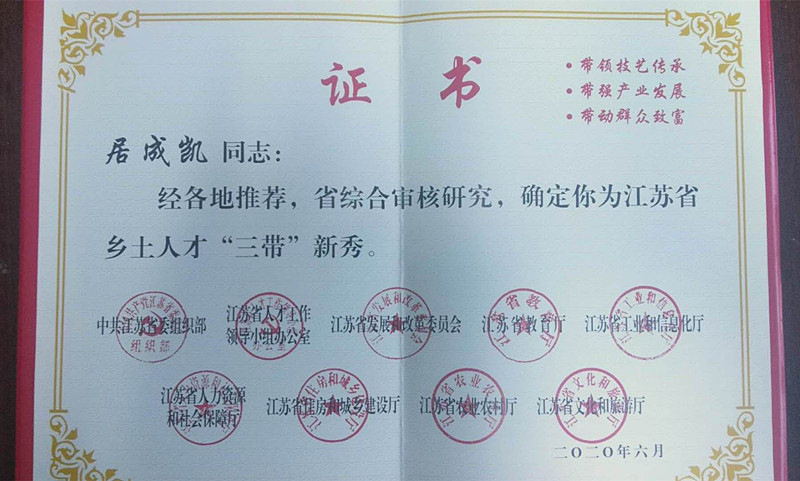 证书
·带领技艺传承
·带强产业发展
·带动群众致富
居成凯 同志：
经各地推荐，省综合审核研究，确定你为江苏省
乡土人才“三带”新秀。
中共江苏省委组织部
江苏省人才工作
领导小组办公室
江苏省发展和改革委员会
江苏省教育厅
江苏省工业和信息化厅
江苏省人力资源
和社会保障厅
江苏省住房和城乡建设厅
江苏省农业农村厅
江苏省文化和旅游厅
二〇二〇年六月